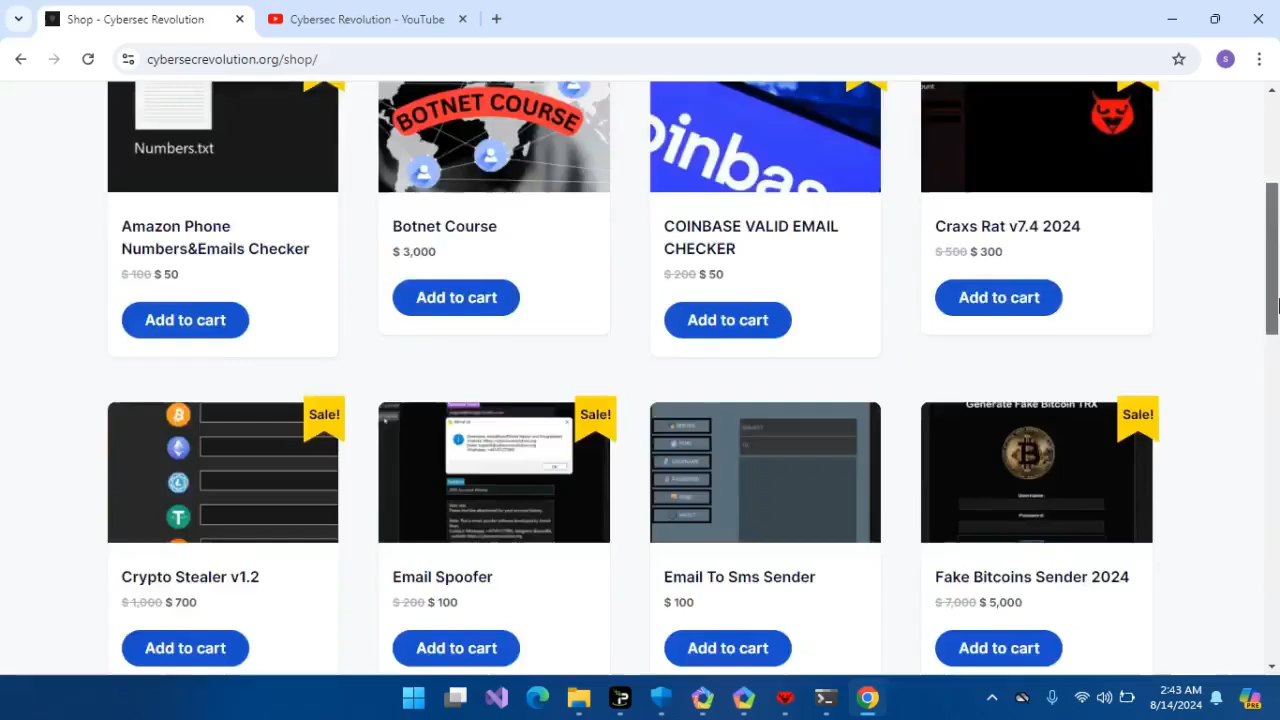 Shop - Cybersec Revolution
Cybersec Revolution - YouTube
cybersecrevolution.org/shop/
S
Numbers.txt
BOTNET COURSE
oinbas
ount
Amazon Phone
Numbers&Emails Checker
$ 100 $ 50
Add to cart
Botnet Course
$ 3,000
Add to cart
COINBASE VALID EMAIL
CHECKER
$ 200 $ 50
Add to cart
Craxs Rat v7.4 2024
$ 500 $ 300
Add to cart
Sale!
Sale!
Generate Fake Bitcoin TRX
Sale!
Username:
Password:
Crypto Stealer v1.2
$ 1,000 $ 700
Add to cart
Email Spoofer
$ 200 $ 100
Add to cart
Email To Sms Sender
$ 100
Add to cart
Fake Bitcoins Sender 2024
$ 7,000 $ 5,000
Add to cart
2:43 AM
8/14/2024
PRE